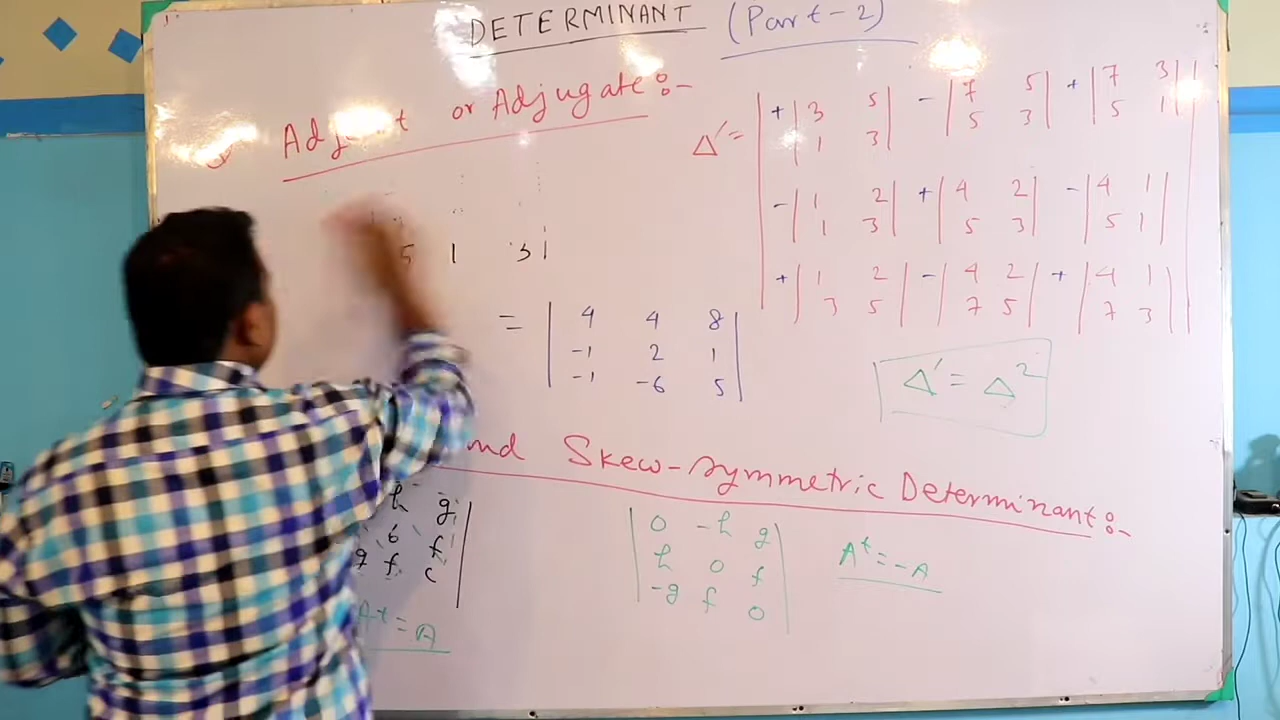 DETERMINANT (Part-2)
Adjoint or Adjugate :-
Δ' = | +|3 5| -|7 5| +|7 3| |
|1 3| |5 3| |5 1|
-|1 2| +|4 2| -|4 1|
|1 3| |5 3| |5 1|
+|1 2| -|4 2| +|4 1|
|3 5| |7 5| |7 3|
5 1 3|
= | 4 4 8 |
-1 2 1
-1 -6 5
Δ' = Δ²
and Skew-symmetric Determinant :-
h g
b f
g f c
A^t = A
| 0 -h g |
h 0 f
-g f 0
A^t = -A